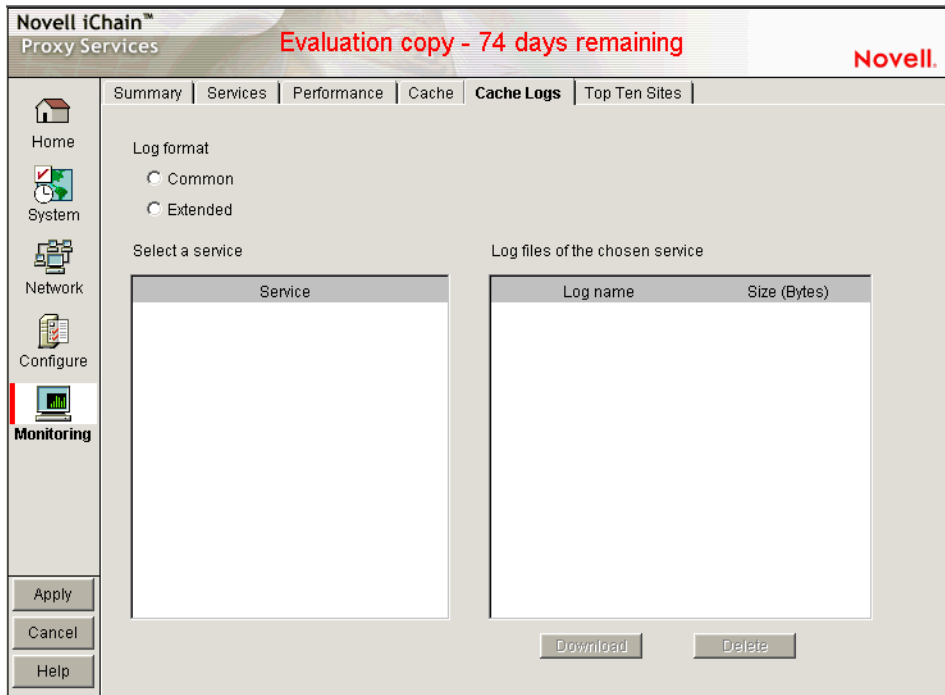 Novell iChain™
Proxy Services
Evaluation copy - 74 days remaining
Novell.
Summary
Services
Performance
Cache
Cache Logs
Top Ten Sites
Home
System
Network
Configure
Monitoring
Log format
Common
Extended
Select a service
Log files of the chosen service
Service
Log name
Size (Bytes)
Apply
Cancel
Help
Download
Delete